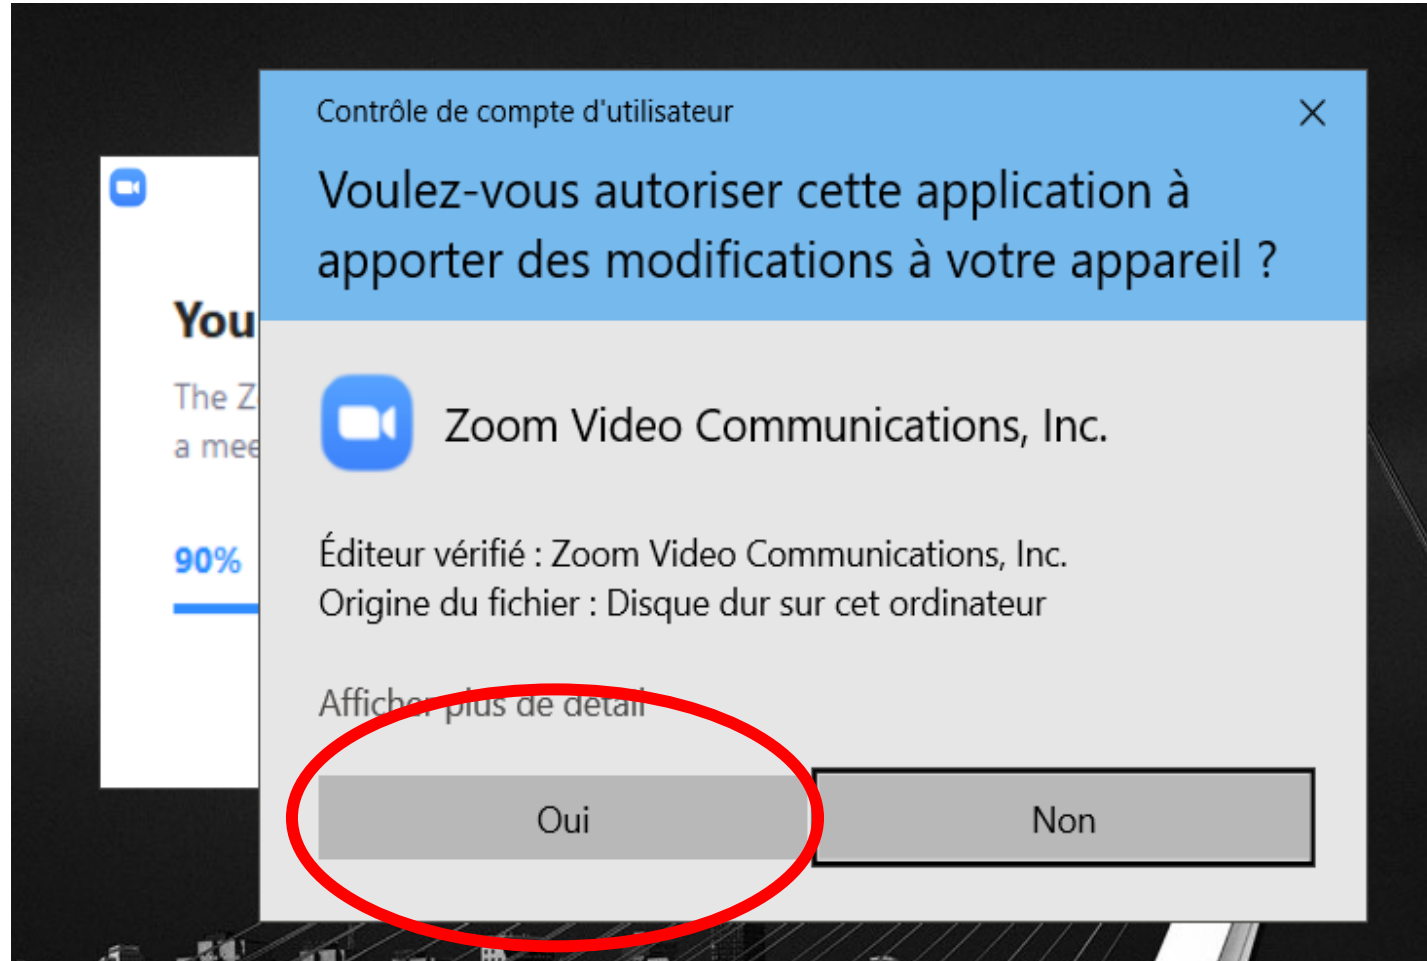 Contrôle de compte d'utilisateur
Voulez-vous autoriser cette application à
apporter des modifications à votre appareil ?
You
The Z
a mee
90%
Zoom Video Communications, Inc.
Éditeur vérifié : Zoom Video Communications, Inc.
Origine du fichier : Disque dur sur cet ordinateur
Afficher plus de détail
Oui
Non